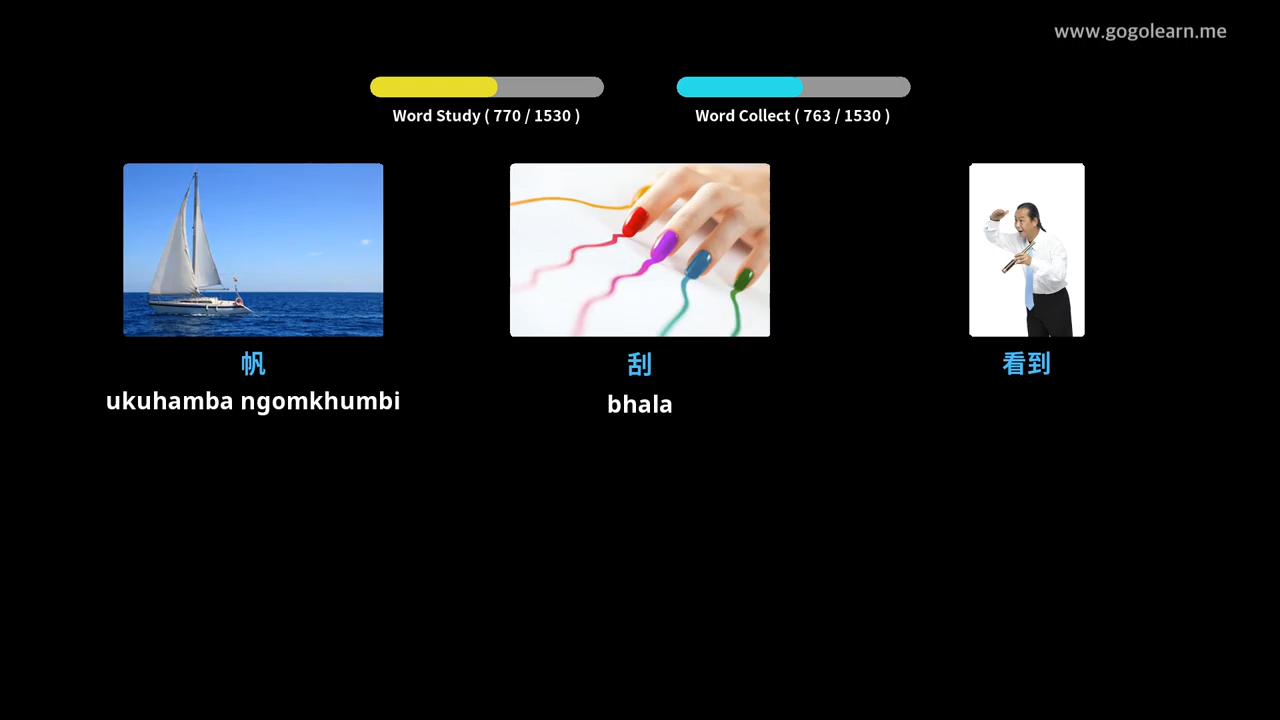 www.gogolearn.me
Word Study ( 770 / 1530 )
Word Collect ( 763 / 1530 )
帆
ukuhamba ngomkhumbi
刮
bhala
看到